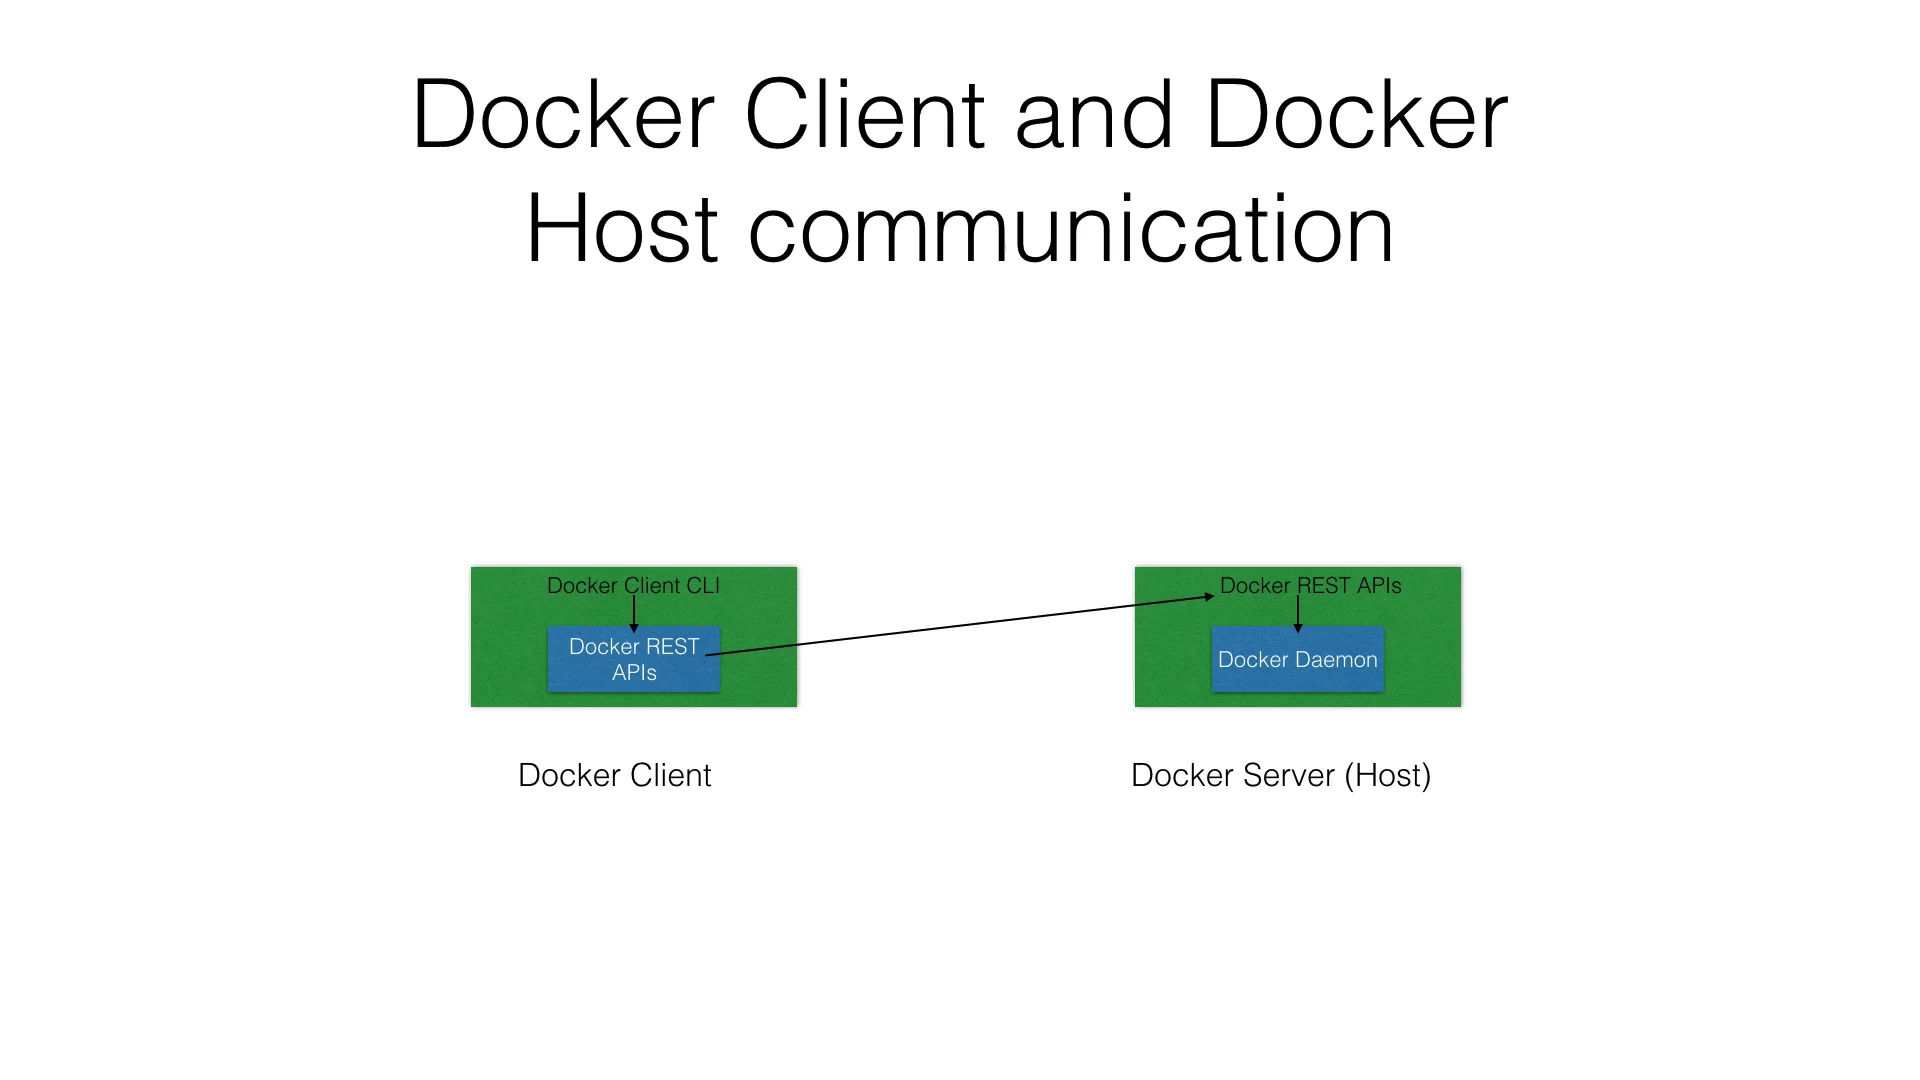 Docker Client and Docker
Host communication
Docker Client CLI
Docker REST
APIs
Docker Client
Docker REST APIs
Docker Daemon
Docker Server (Host)